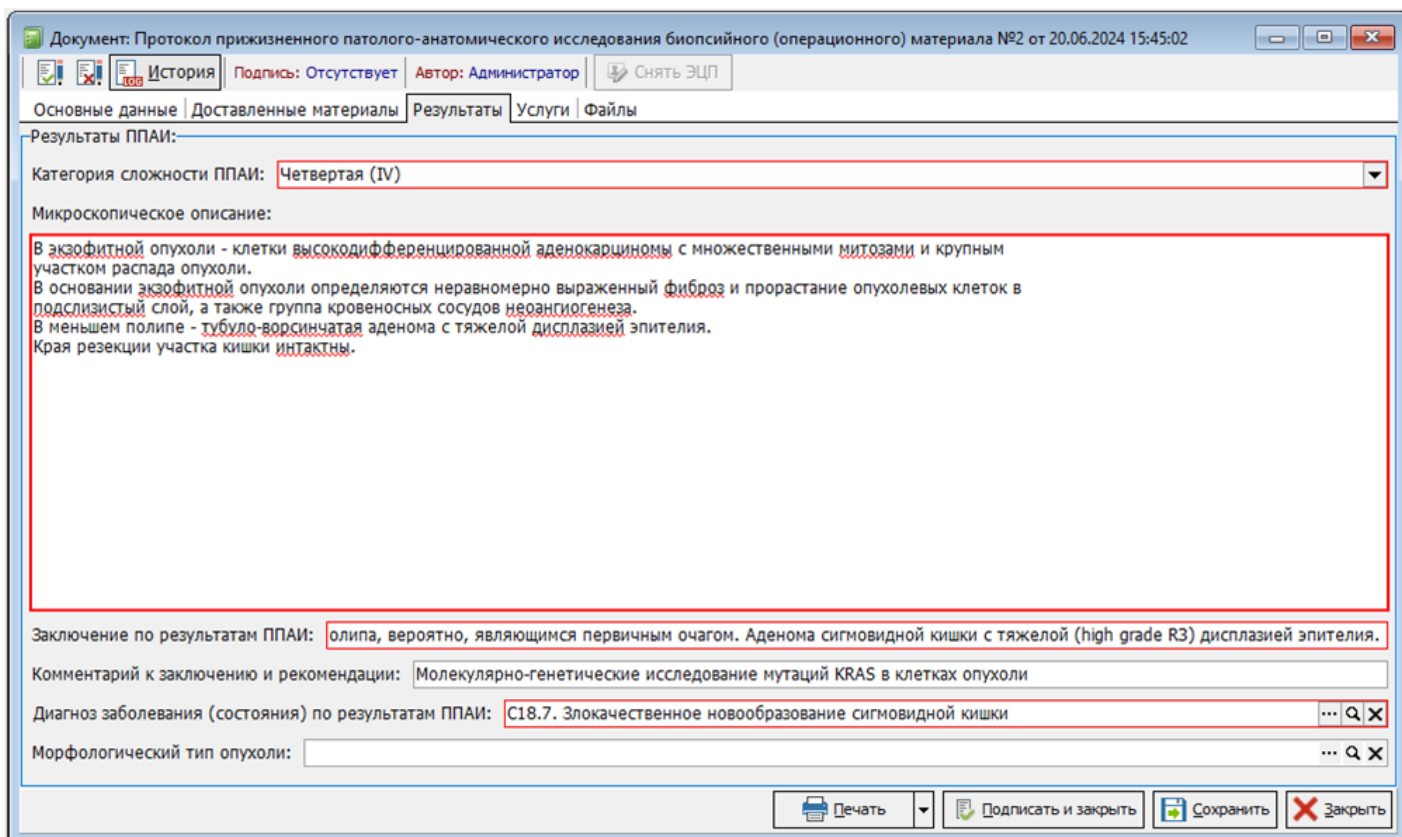 Документ: Протокол прижизненного патолого-анатомического исследования биопсийного (операционного) материала №2 от 20.06.2024 15:45:02
LOG История Подпись: Отсутствует Автор: Администратор Снять ЭЦП
Основные данные Доставленные материалы Результаты Услуги Файлы
Результаты ППАИ:
Категория сложности ППАИ: Четвертая (IV)
Микроскопическое описание:
В экзофитной опухоли - клетки высокодифференцированной аденокарциномы с множественными митозами и крупным
участком распада опухоли.
В основании экзофитной опухоли определяются неравномерно выраженный фиброз и прорастание опухолевых клеток в
подслизистый слой, а также группа кровеносных сосудов неоангиогенеза.
В меньшем полипе - тубуло-ворсинчатая аденома с тяжелой дисплазией эпителия.
Края резекции участка кишки интактны.
Заключение по результатам ППАИ: олипа, вероятно, являющимся первичным очагом. Аденома сигмовидной кишки с тяжелой (high grade R3) дисплазией эпителия.
Комментарий к заключению и рекомендации: Молекулярно-генетические исследование мутаций KRAS в клетках опухоли
Диагноз заболевания (состояния) по результатам ППАИ: C18.7. Злокачественное новообразование сигмовидной кишки
Морфологический тип опухоли:
Печать Подписать и закрыть Сохранить Закрыть